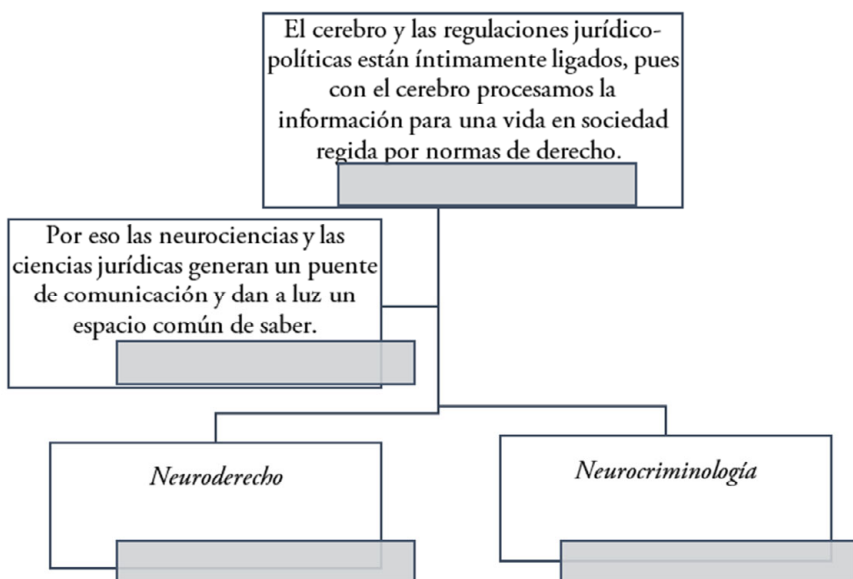 El cerebro y las regulaciones jurídico-
políticas están íntimamente ligados, pues
con el cerebro procesamos la
información para una vida en sociedad
regida por normas de derecho.
Por eso las neurociencias y las
ciencias jurídicas generan un puente
de comunicación y dan a luz un
espacio común de saber.
Neuroderecho
Neurocriminología